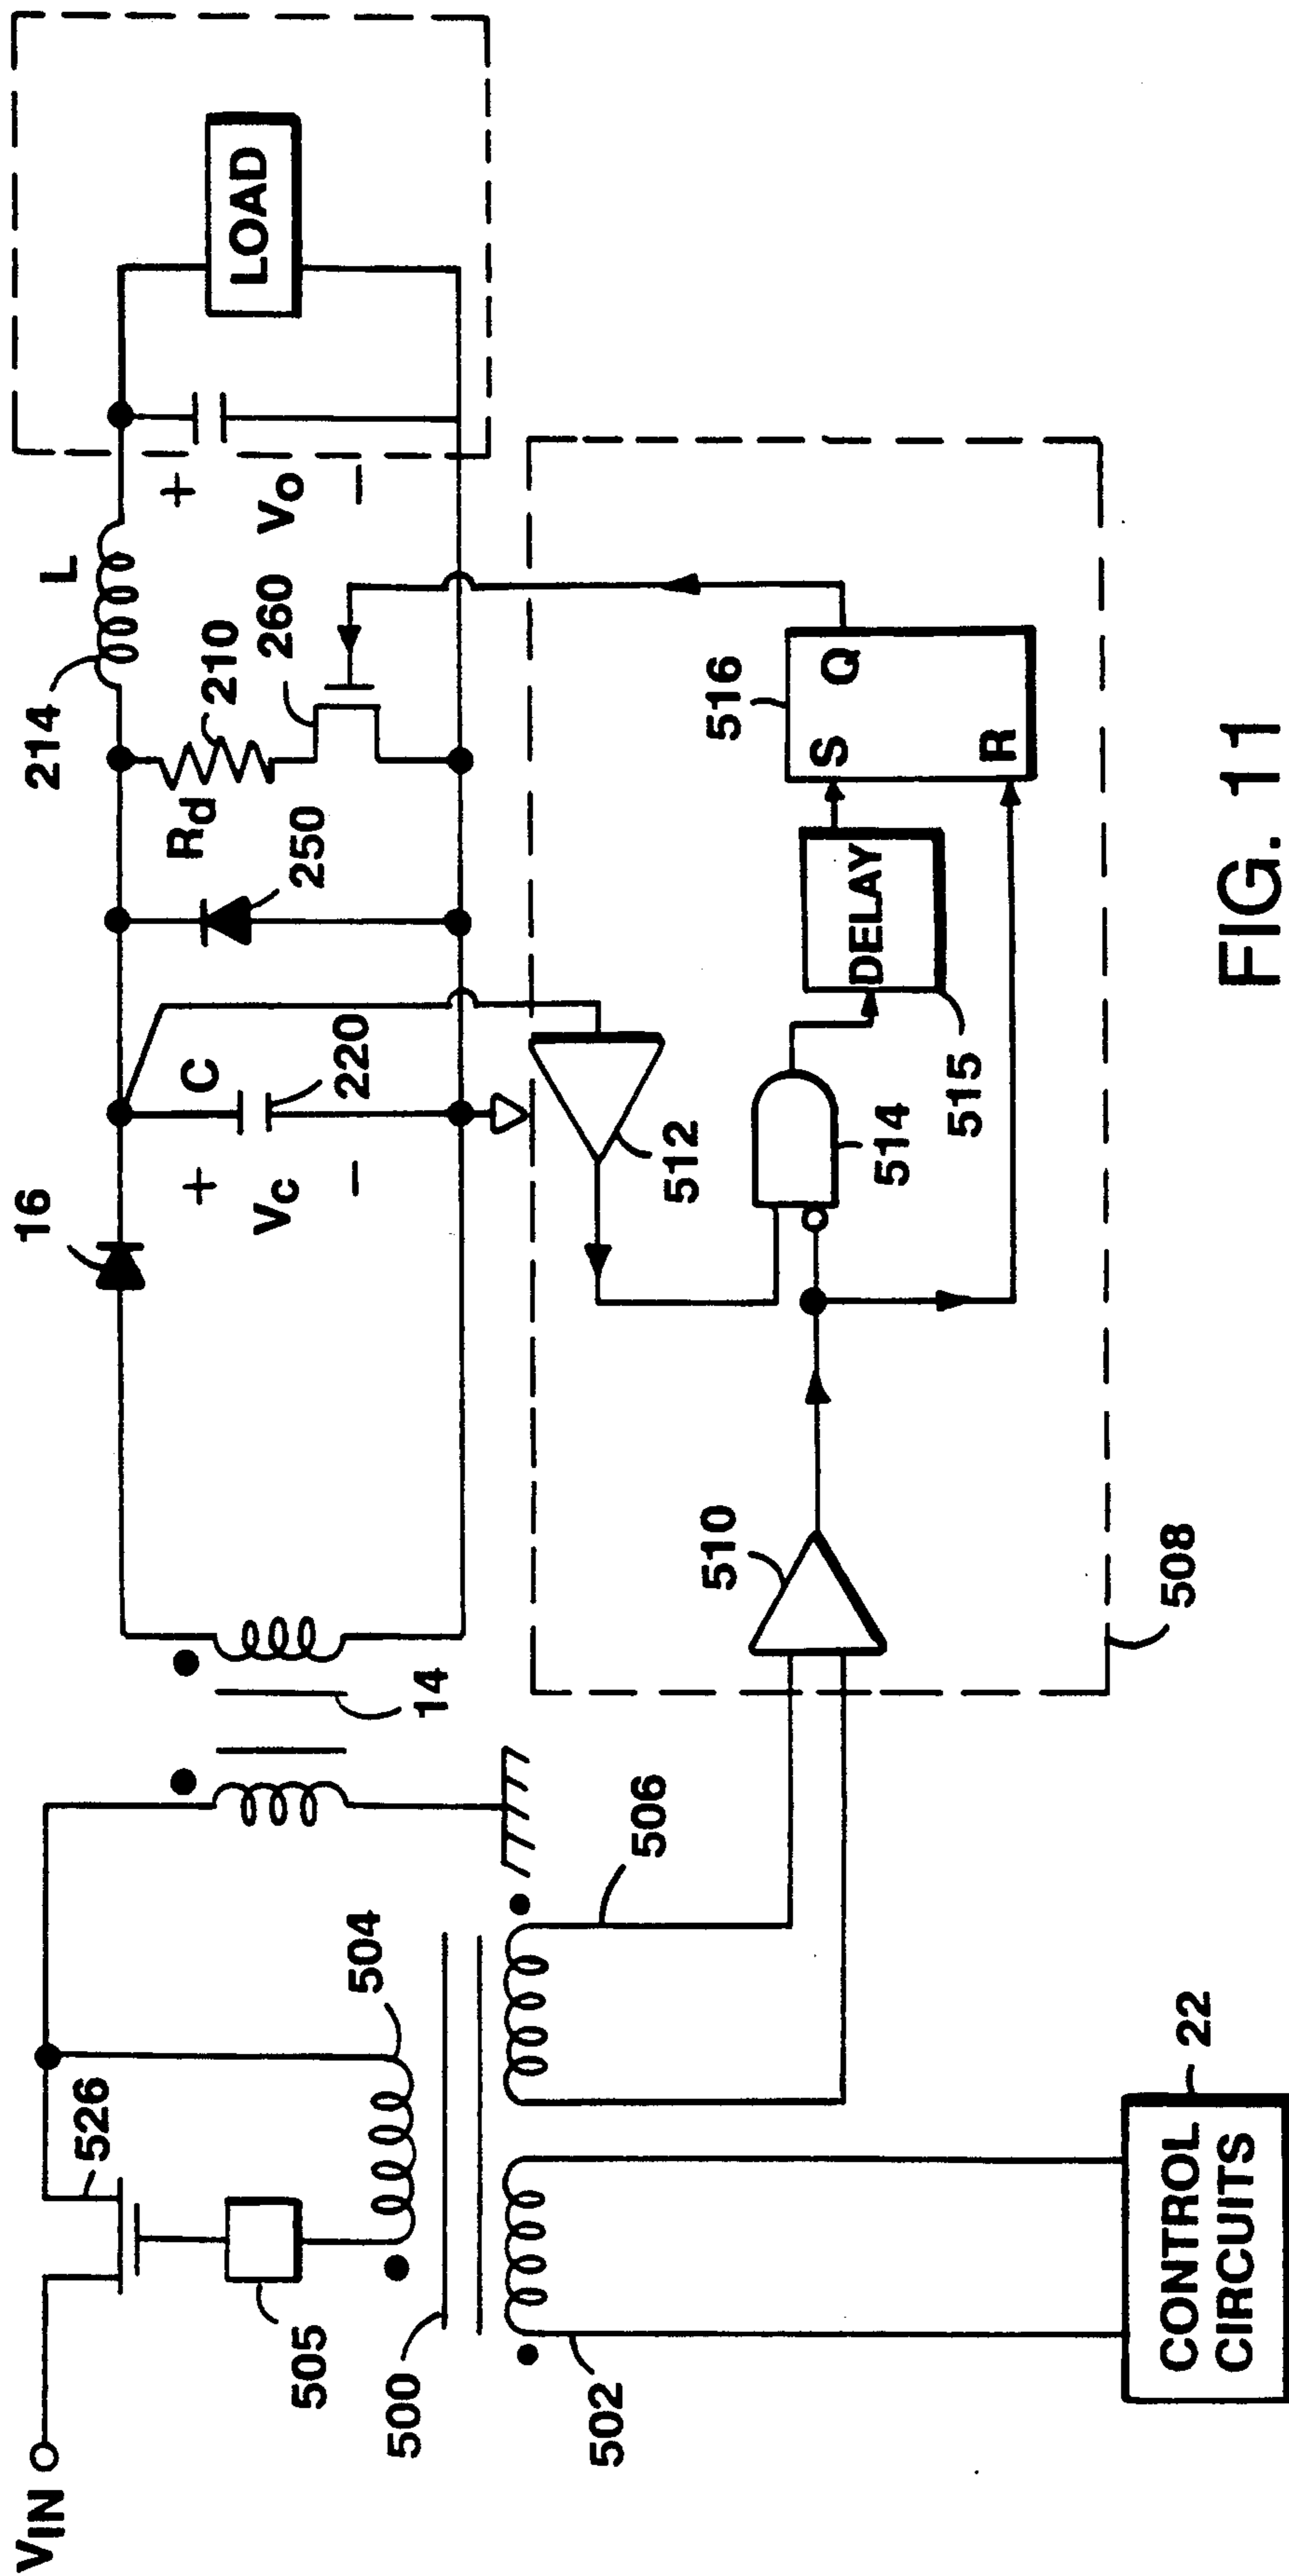 VIN
526
505
504
500
502
506
CONTROL
CIRCUITS
22
14
16
+
VC
−
C
220
250
Rd
210
260
214
L
+
VO
−
LOAD
510
512
514
DELAY
515
516
S
Q
R
508
FIG. 11